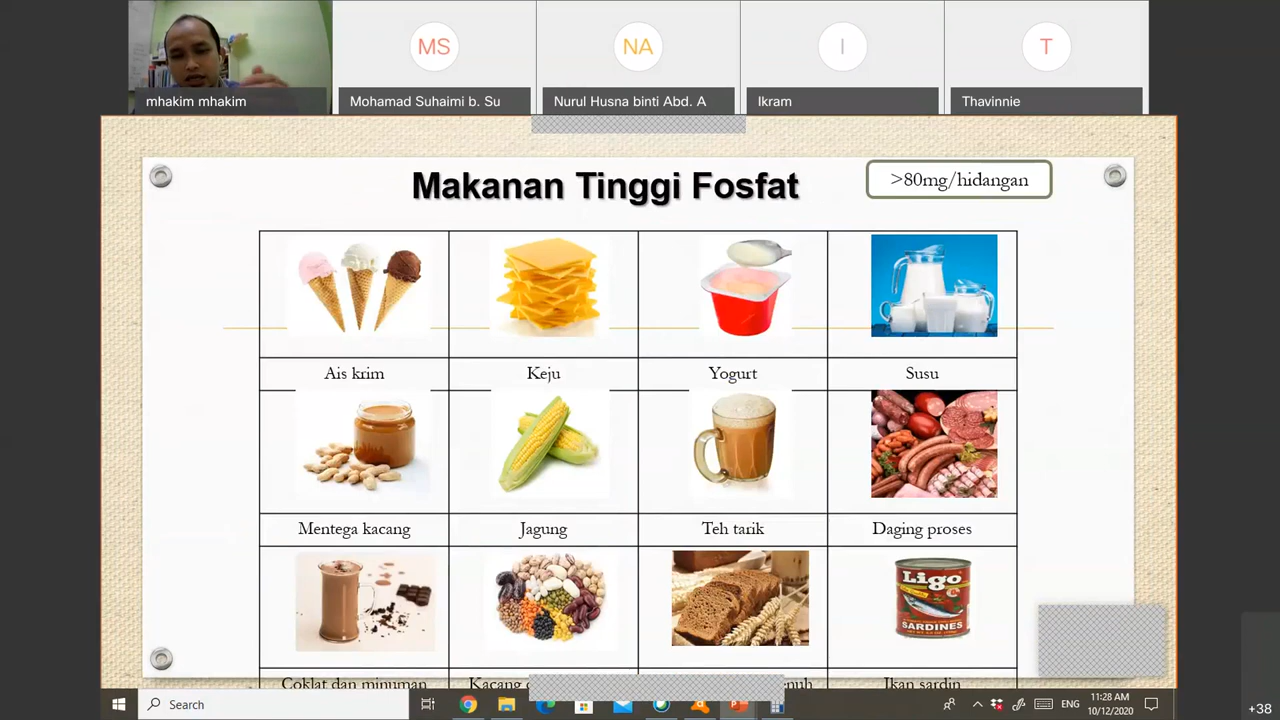 MS
NA
I
T
mhakim mhakim
Mohamad Suhaimi b. Su
Nurul Husna binti Abd. A
Ikram
Thavinnie
Makanan Tinggi Fosfat
>80mg/hidangan
Ais krim
Keju
Yogurt
Susu
Mentega kacang
Jagung
Teh tarik
Daging proses
Ligo
SARDINES
Coklat dan minuman
Kacang
Ikan sardin
Search
ENG
11:28 AM
10/12/2020
+38